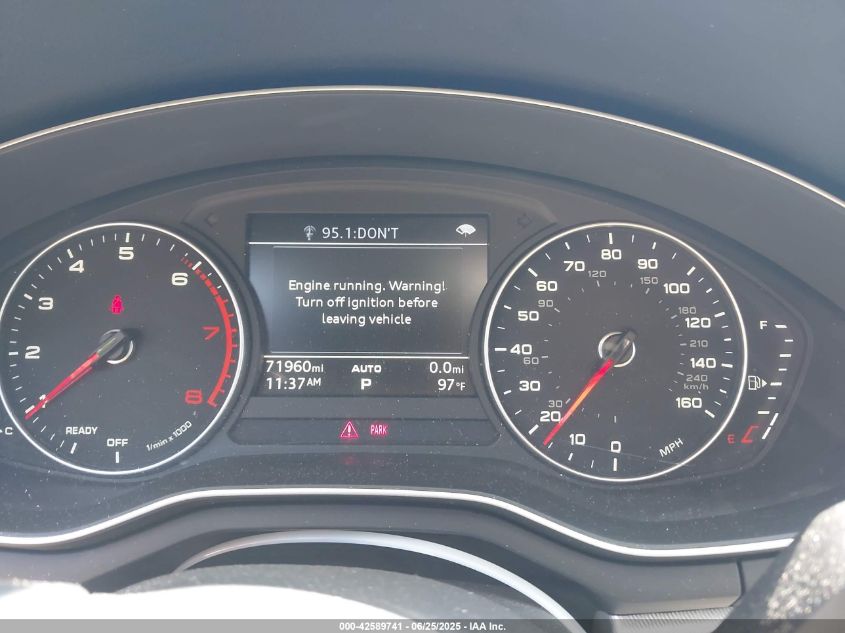 95.1:DON'T
Engine running. Warning!
Turn off ignition before
leaving vehicle
71960mi AUTO 0.0mi
11:37AM P 97°F
1 2 3 4 5 6 7 8
READY
OFF
1/min x 1000
C
0 10 20 30 40 50 60 70 80 90 100 120 140 160
30 60 90 120 150 180 210 240
km/h
MPH
F
E
PARK
000-42589741 - 06/25/2025 - IAA Inc.